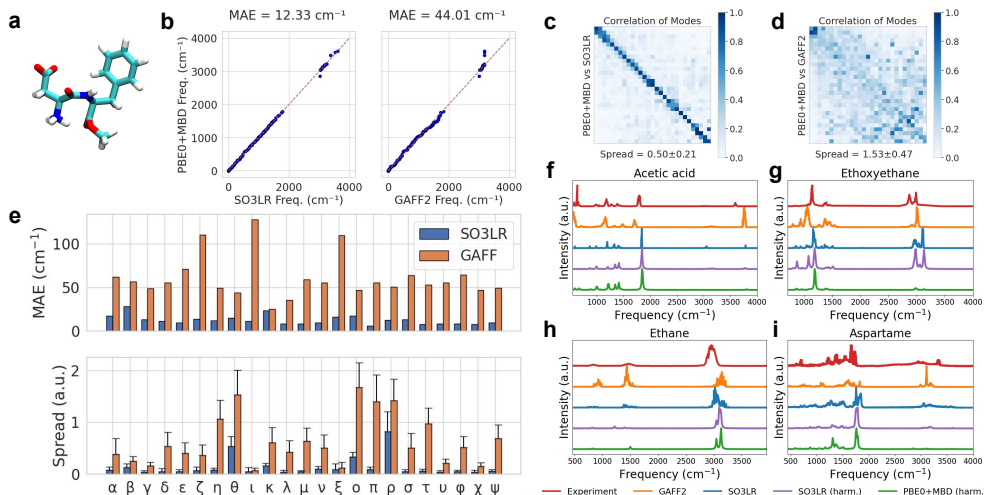 a
b
MAE = 12.33 cm⁻¹
MAE = 44.01 cm⁻¹
PBE0+MBD Freq. (cm⁻¹)
4000
3000
2000
1000
0
0 2000 4000
SO3LR Freq. (cm⁻¹)
0 2000 4000
GAFF2 Freq. (cm⁻¹)
c
Correlation of Modes
PBE0+MBD vs SO3LR
Spread = 0.50±0.21
1.0
0.8
0.6
0.4
0.2
0.0
d
Correlation of Modes
PBE0+MBD vs GAFF2
Spread = 1.53±0.47
1.0
0.8
0.6
0.4
0.2
0.0
e
MAE (cm⁻¹)
100
50
0
SO3LR
GAFF
Spread (a.u.)
2
1
0
α β γ δ ε ζ η θ ι κ λ μ ν ξ ο π ρ σ τ υ φ χ ψ
f
Acetic acid
Intensity (a.u.)
1000 1500 2000 2500 3000 3500 4000
Frequency (cm⁻¹)
g
Ethoxyethane
Intensity (a.u.)
1000 1500 2000 2500 3000 3500 4000
Frequency (cm⁻¹)
h
Ethane
Intensity (a.u.)
500 1000 1500 2000 2500 3000 3500
Frequency (cm⁻¹)
i
Aspartame
Intensity (a.u.)
500 1000 1500 2000 2500 3000 3500 4000
Frequency (cm⁻¹)
Experiment GAFF2 SO3LR SO3LR (harm.) PBE0+MBD (harm.